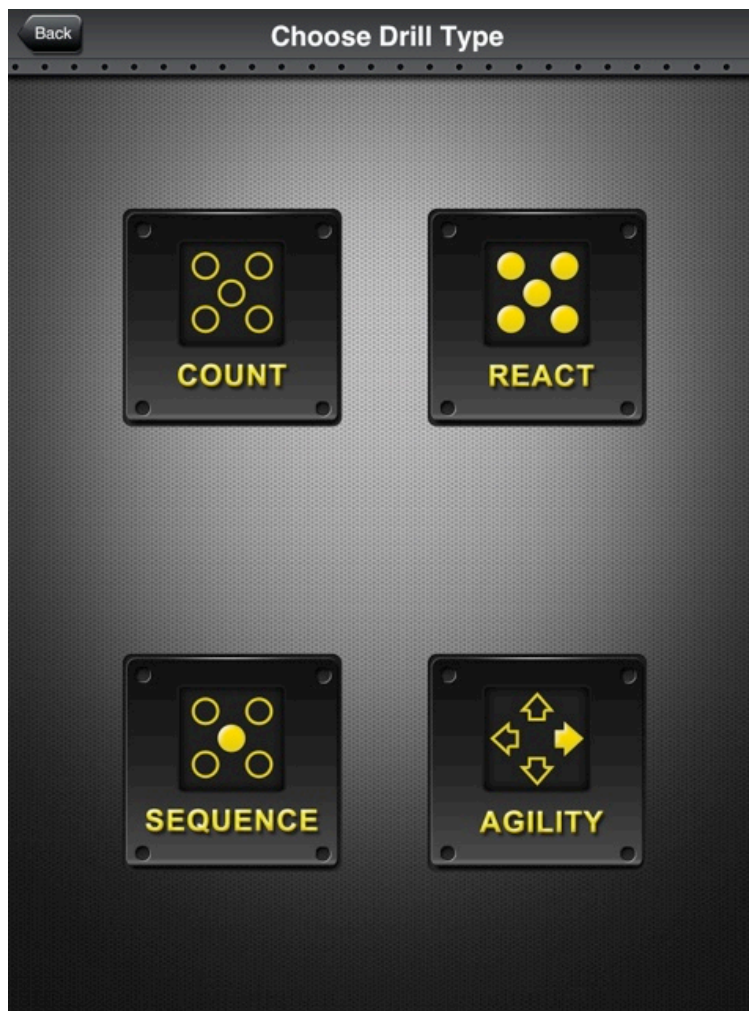 Back
Choose Drill Type
COUNT
REACT
SEQUENCE
AGILITY